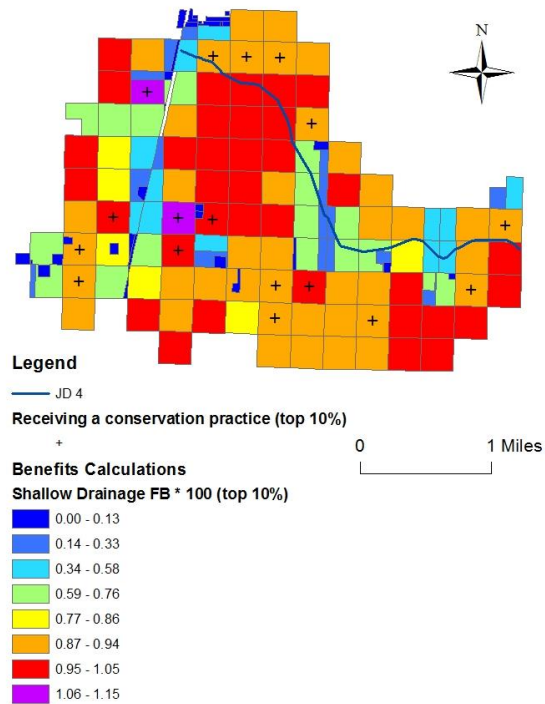 N
Legend
JD 4
Receiving a conservation practice (top 10%)
+
0 1 Miles
Benefits Calculations
Shallow Drainage FB * 100 (top 10%)
0.00 - 0.13
0.14 - 0.33
0.34 - 0.58
0.59 - 0.76
0.77 - 0.86
0.87 - 0.94
0.95 - 1.05
1.06 - 1.15